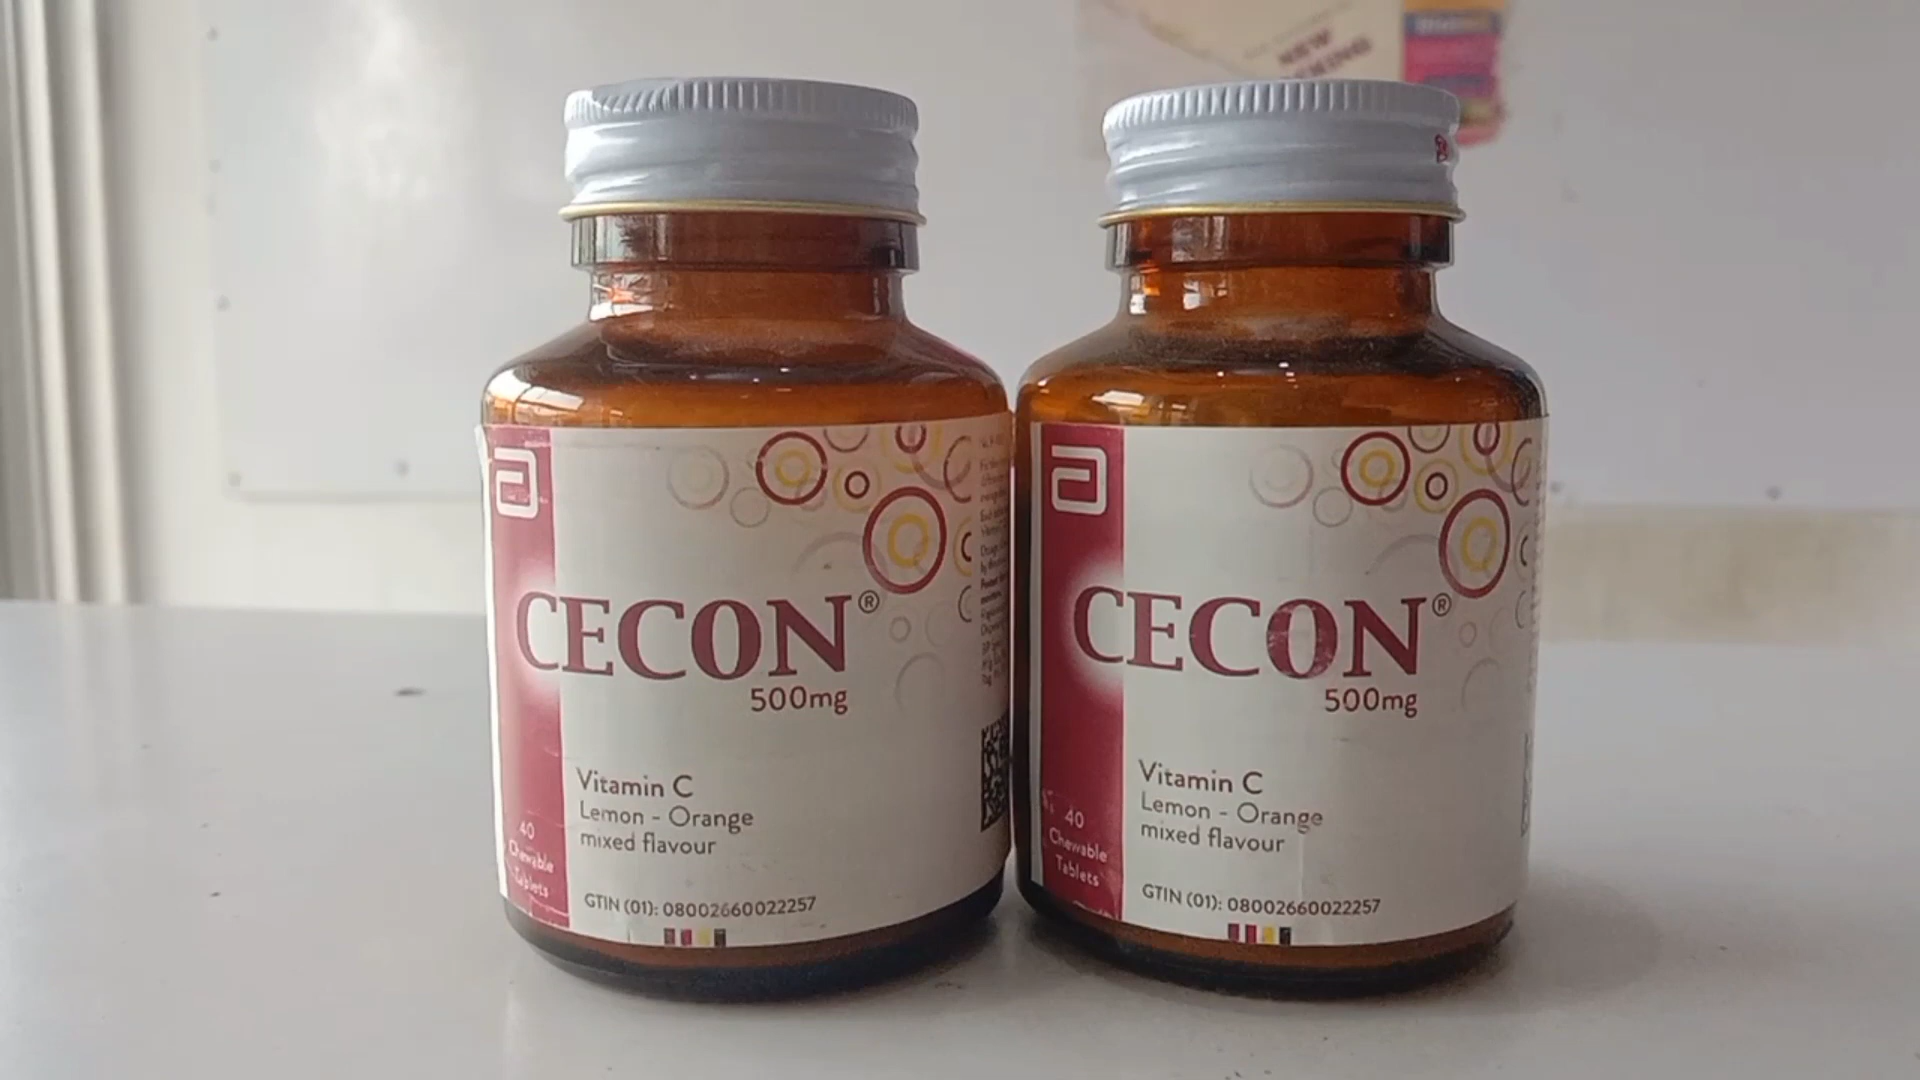 NEW
CECON®
500mg
Vitamin C
Lemon - Orange
mixed flavour
40
Chewable
Tablets
GTIN (01): 08002660022257
CECON®
500mg
Vitamin C
Lemon - Orange
mixed flavour
40
Chewable
Tablets
GTIN (01): 08002660022257